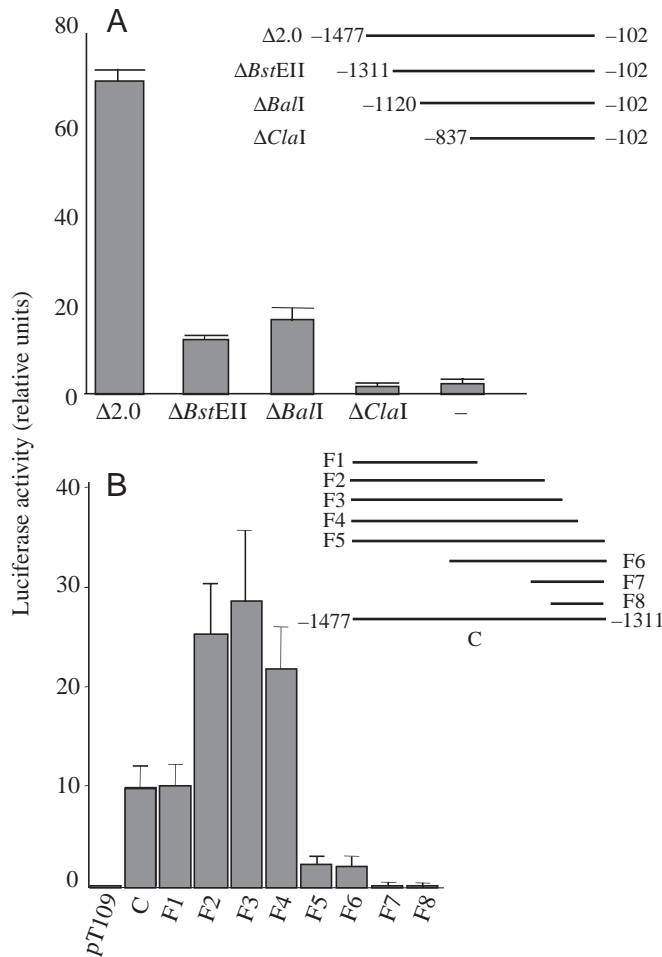 A
80
60
40
20
0
Δ2.0 –1477 –102
ΔBstEII –1311 –102
ΔBalI –1120 –102
ΔClaI –837 –102
Δ2.0 ΔBstEII ΔBalI ΔClaI –
Luciferase activity (relative units)
B
40
30
20
10
0
F1
F2
F3
F4
F5
F6
F7
F8
–1477 –1311
C
pT109 C F1 F2 F3 F4 F5 F6 F7 F8